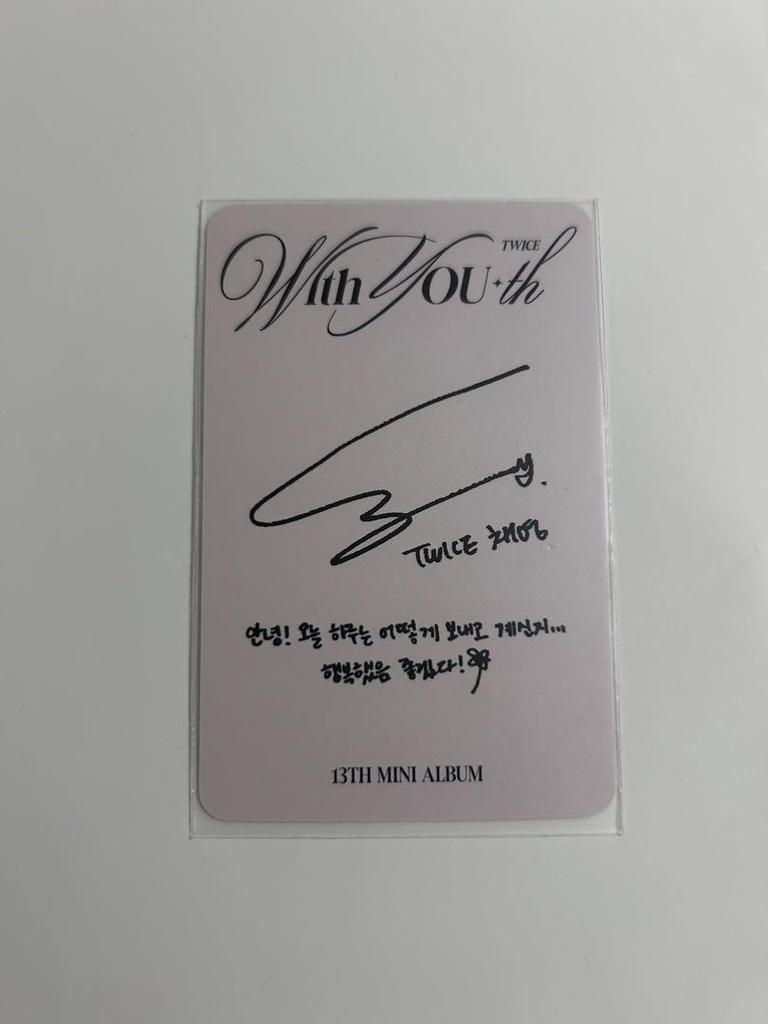 TWICE
With YOU-th
TWICE 채영
안녕! 오늘 하루는 어떻게 보내고 계신지...
행복했음 좋겠다!
13TH MINI ALBUM